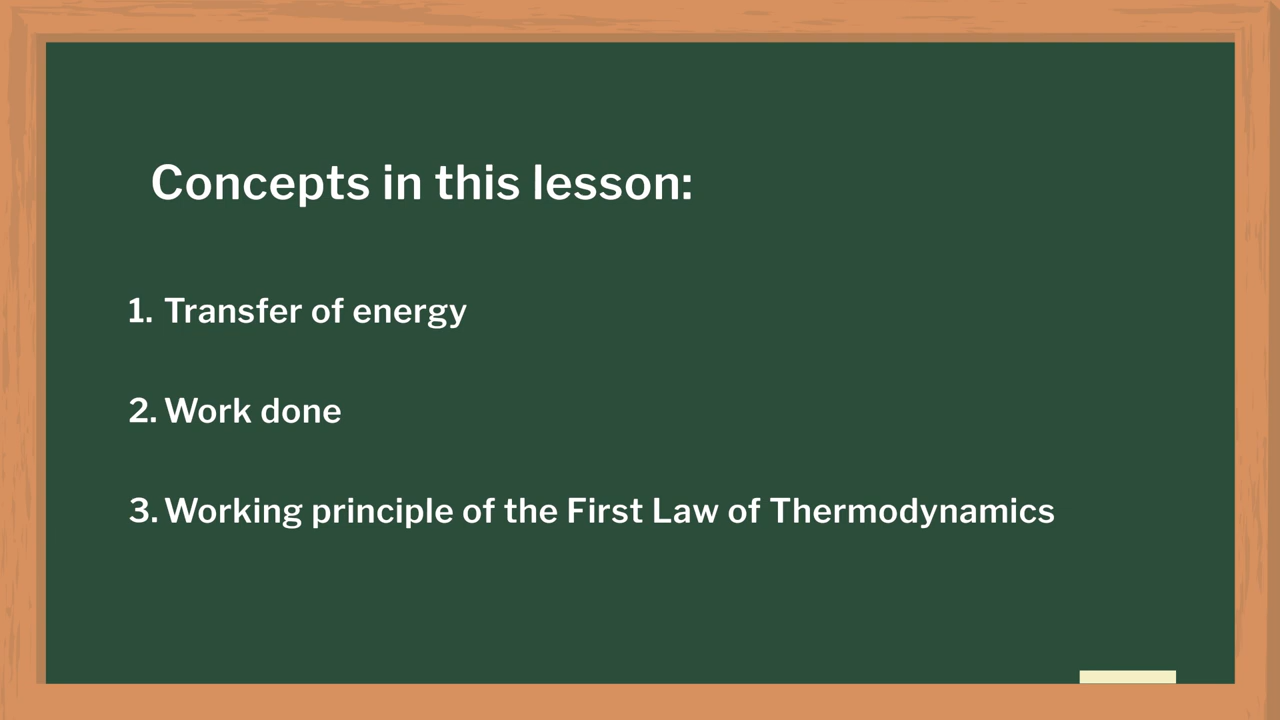 Concepts in this lesson:
1. Transfer of energy
2. Work done
3. Working principle of the First Law of Thermodynamics